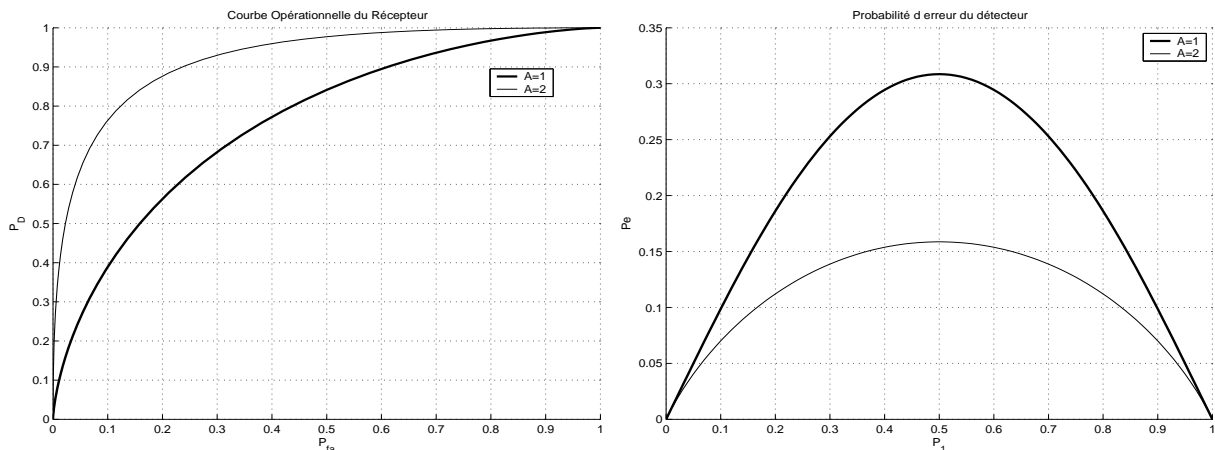 Courbe Opérationnelle du Récepteur
1
0.9
0.8
0.7
0.6
0.5
0.4
0.3
0.2
0.1
0
P_D
A=1
A=2
0 0.1 0.2 0.3 0.4 0.5 0.6 0.7 0.8 0.9 1
P_fa
Probabilité d erreur du détecteur
0.35
0.3
0.25
0.2
0.15
0.1
0.05
0
Pe
A=1
A=2
0 0.1 0.2 0.3 0.4 0.5 0.6 0.7 0.8 0.9 1
P_1